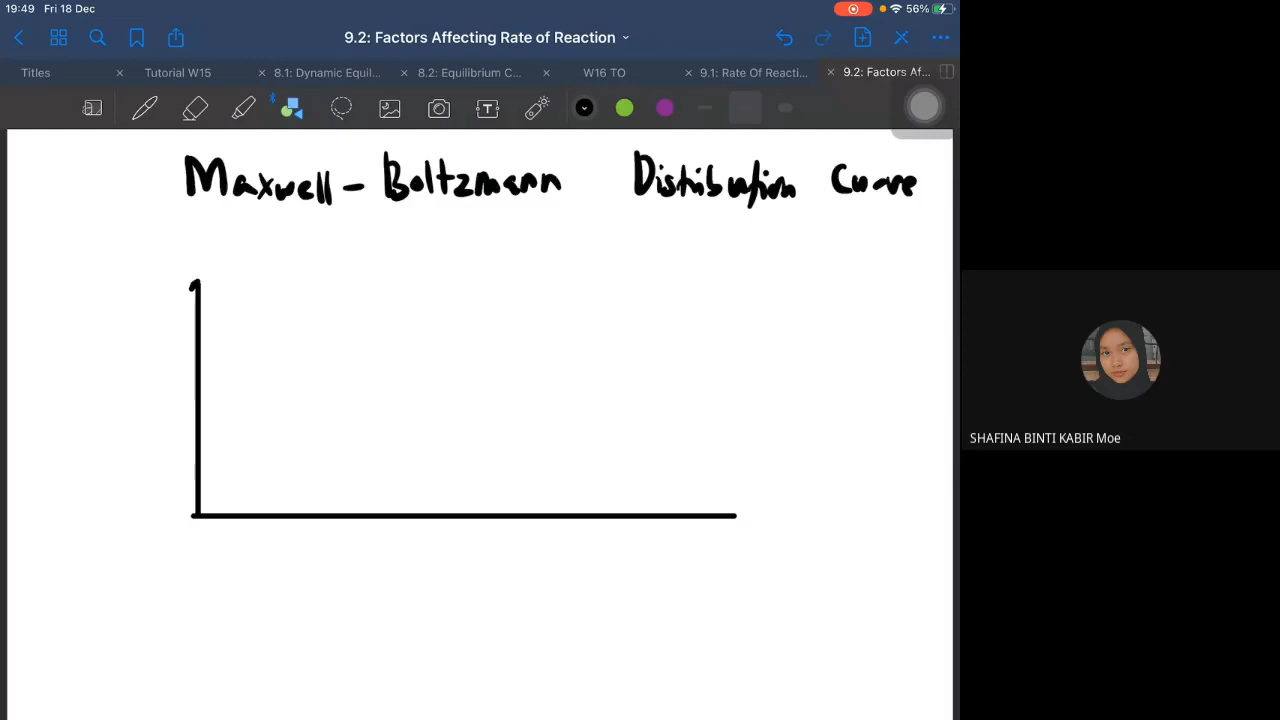 19:49 Fri 18 Dec 56%
9.2: Factors Affecting Rate of Reaction
Titles Tutorial W15 8.1: Dynamic Equil... 8.2: Equilibrium C... W16 TO 9.1: Rate Of Reacti... 9.2: Factors Af...
Maxwell - Boltzmann Distribution Curve
SHAFINA BINTI KABIR Moe